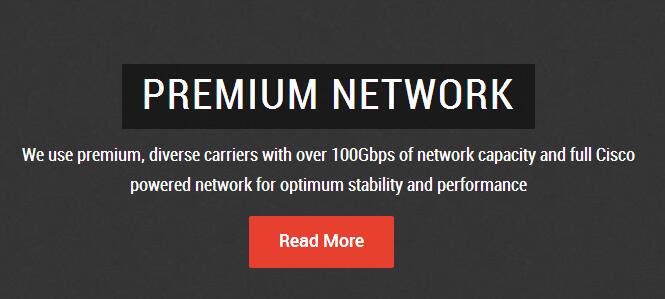 PREMIUM NETWORK
We use premium, diverse carriers with over 100Gbps of network capacity and full Cisco
powered network for optimum stability and performance
Read More